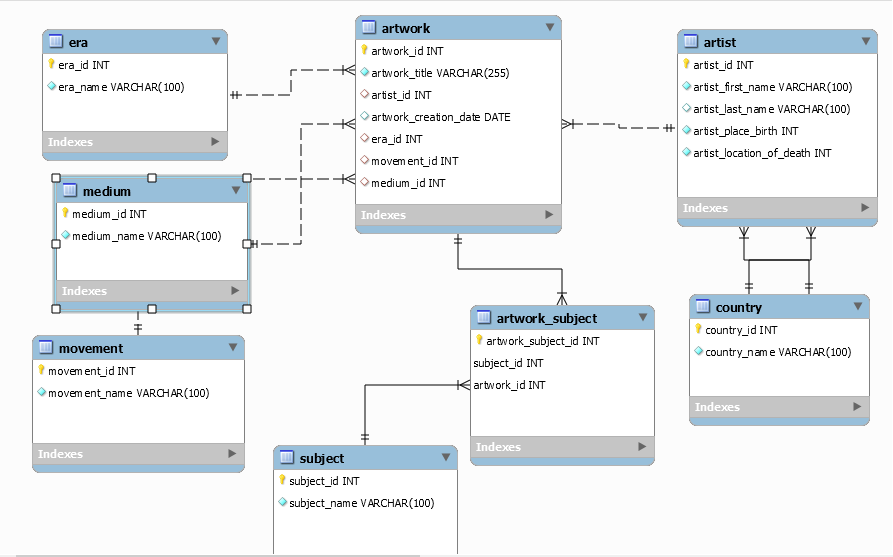 era
era_id INT
era_name VARCHAR(100)
Indexes
artwork
artwork_id INT
artwork_title VARCHAR(255)
artist_id INT
artwork_creation_date DATE
era_id INT
movement_id INT
medium_id INT
Indexes
artist
artist_id INT
artist_first_name VARCHAR(100)
artist_last_name VARCHAR(100)
artist_place_birth INT
artist_location_of_death INT
Indexes
medium
medium_id INT
medium_name VARCHAR(100)
Indexes
movement
movement_id INT
movement_name VARCHAR(100)
Indexes
artwork_subject
artwork_subject_id INT
subject_id INT
artwork_id INT
Indexes
country
country_id INT
country_name VARCHAR(100)
Indexes
subject
subject_id INT
subject_name VARCHAR(100)